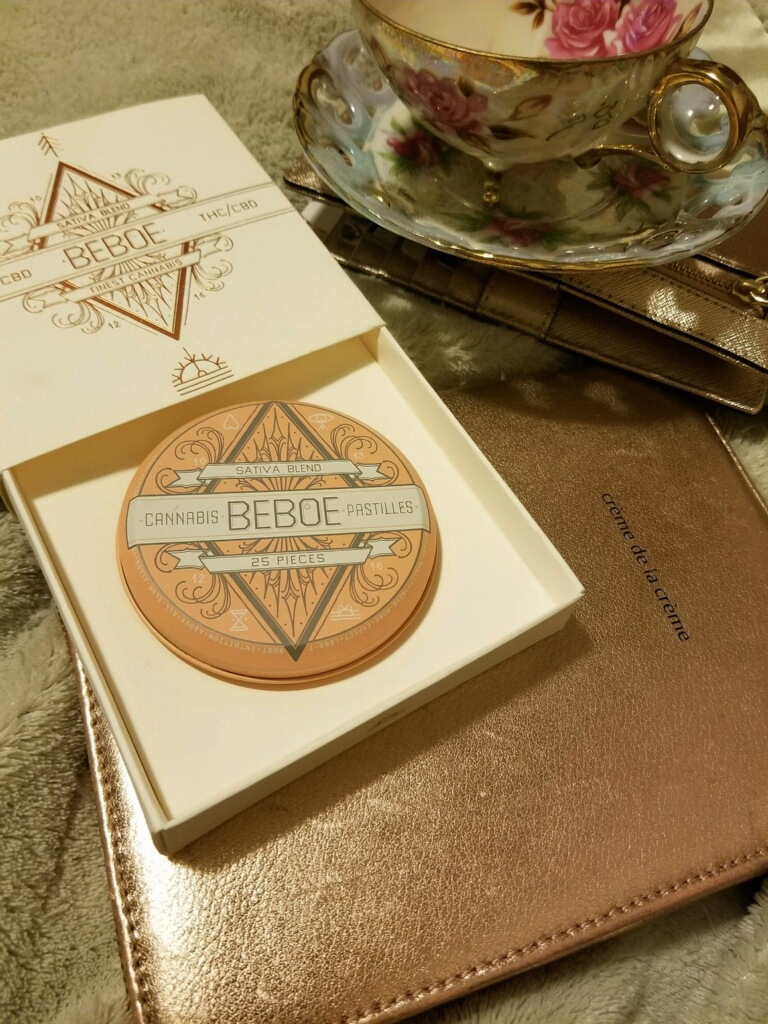 SATIVA BLEND
THC/CBD
BEBOE
CBD
FINEST CANNABIS
12
16
SATIVA BLEND
CANNABIS BEBOE PASTILLES
25 PIECES
12
16
crème de la crème